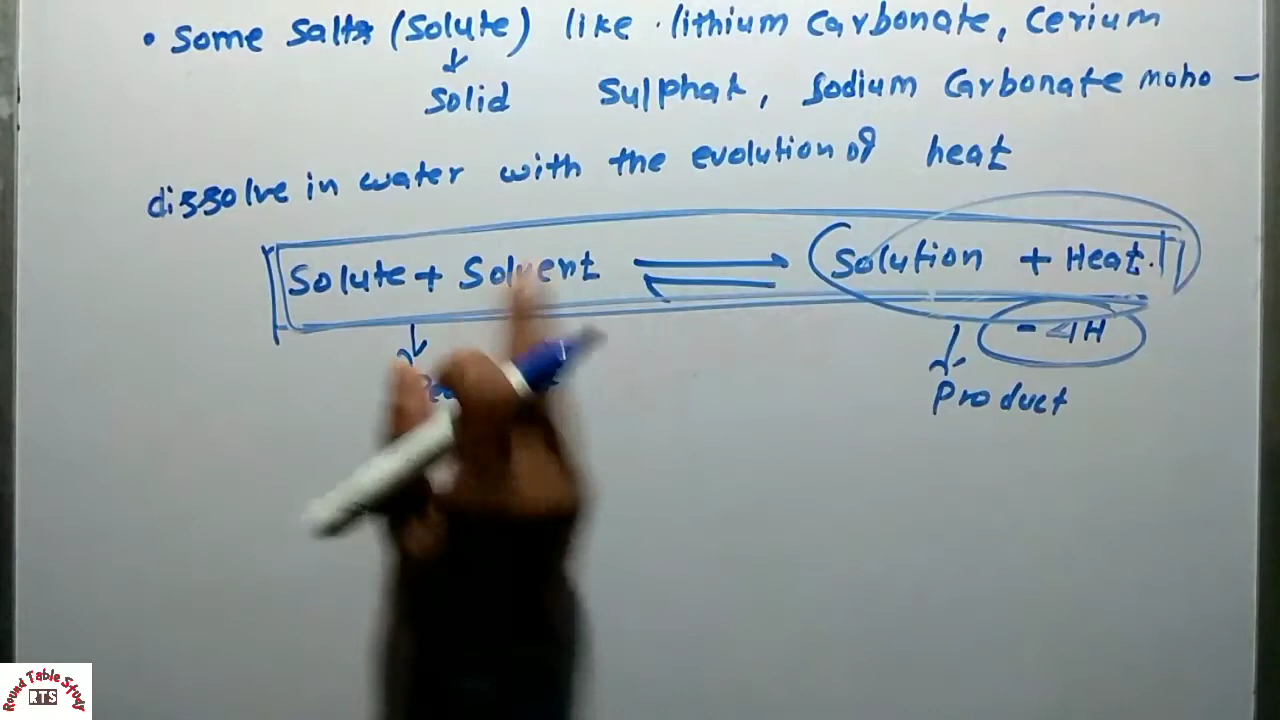 • Some salts (solute) like lithium carbonate, cerium
↓
Solid sulphat, sodium carbonate mono -
dissolve in water with the evolution of heat
Solute + Solvent ⇌ Solution + Heat.
↓ ↓ - ΔH
Product
Round Table Study
RTS